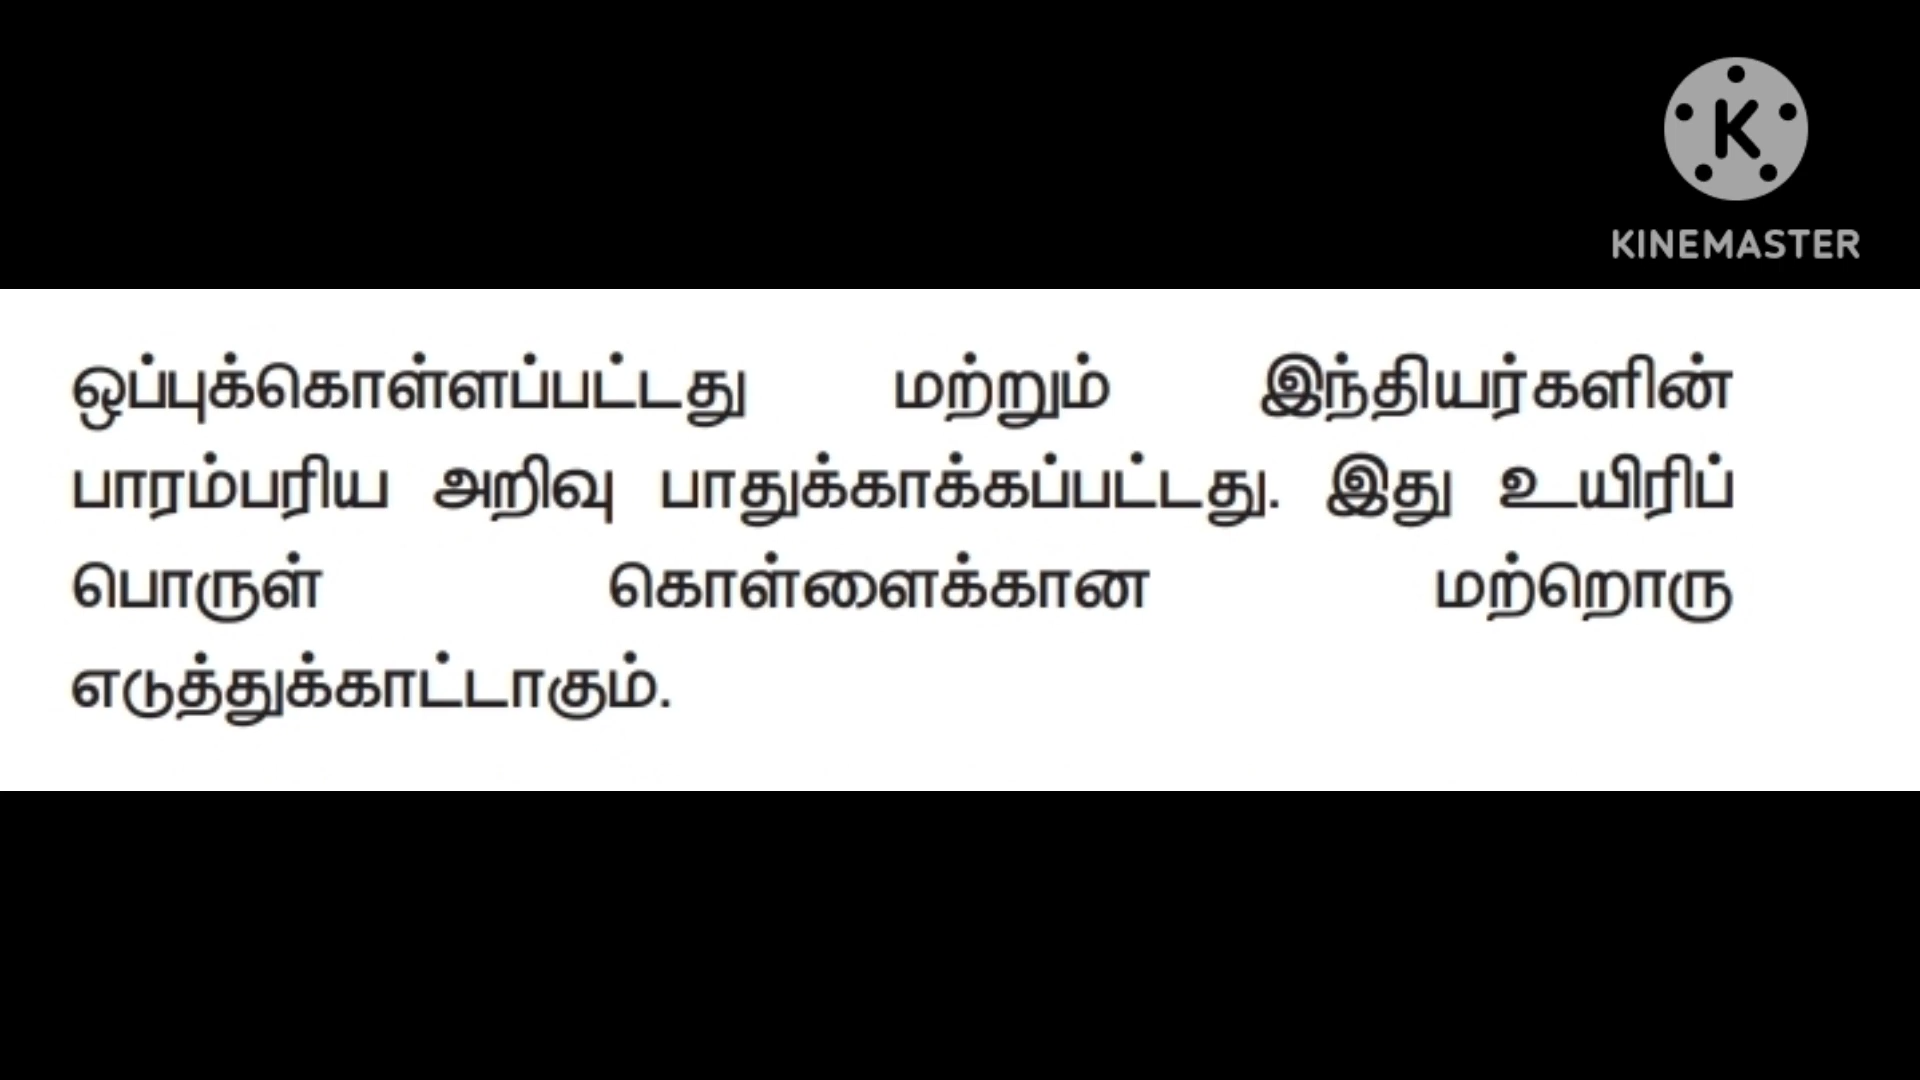 KINEMASTER
ஒப்புக்கொள்ளப்பட்டது மற்றும் இந்தியர்களின்
பாரம்பரிய அறிவு பாதுக்காக்கப்பட்டது. இது உயிரிப்
பொருள் கொள்ளைக்கான மற்றொரு
எடுத்துக்காட்டாகும்.